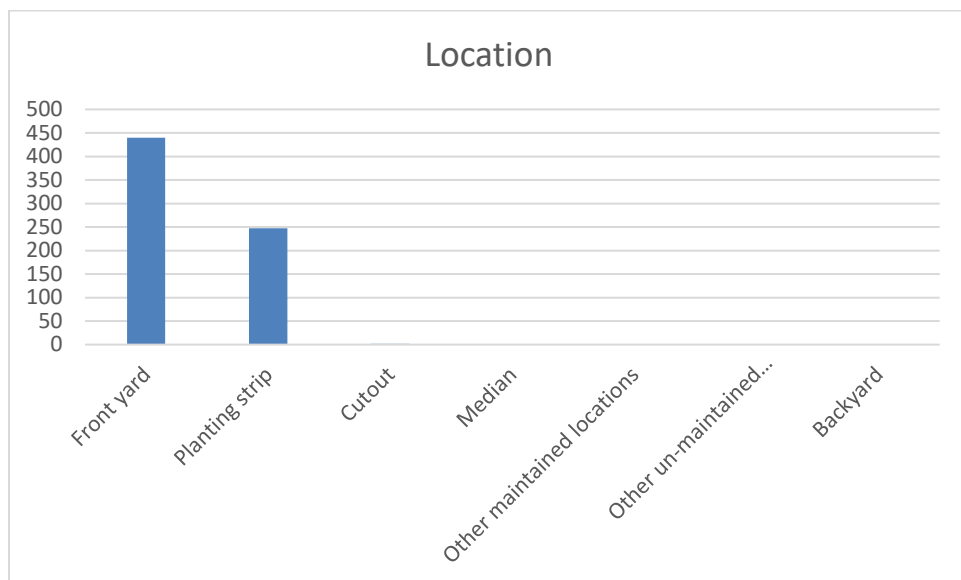 Location
500
450
400
350
300
250
200
150
100
50
0
Front yard
Planting strip
Cutout
Median
Other maintained locations
Other un-maintained...
Backyard